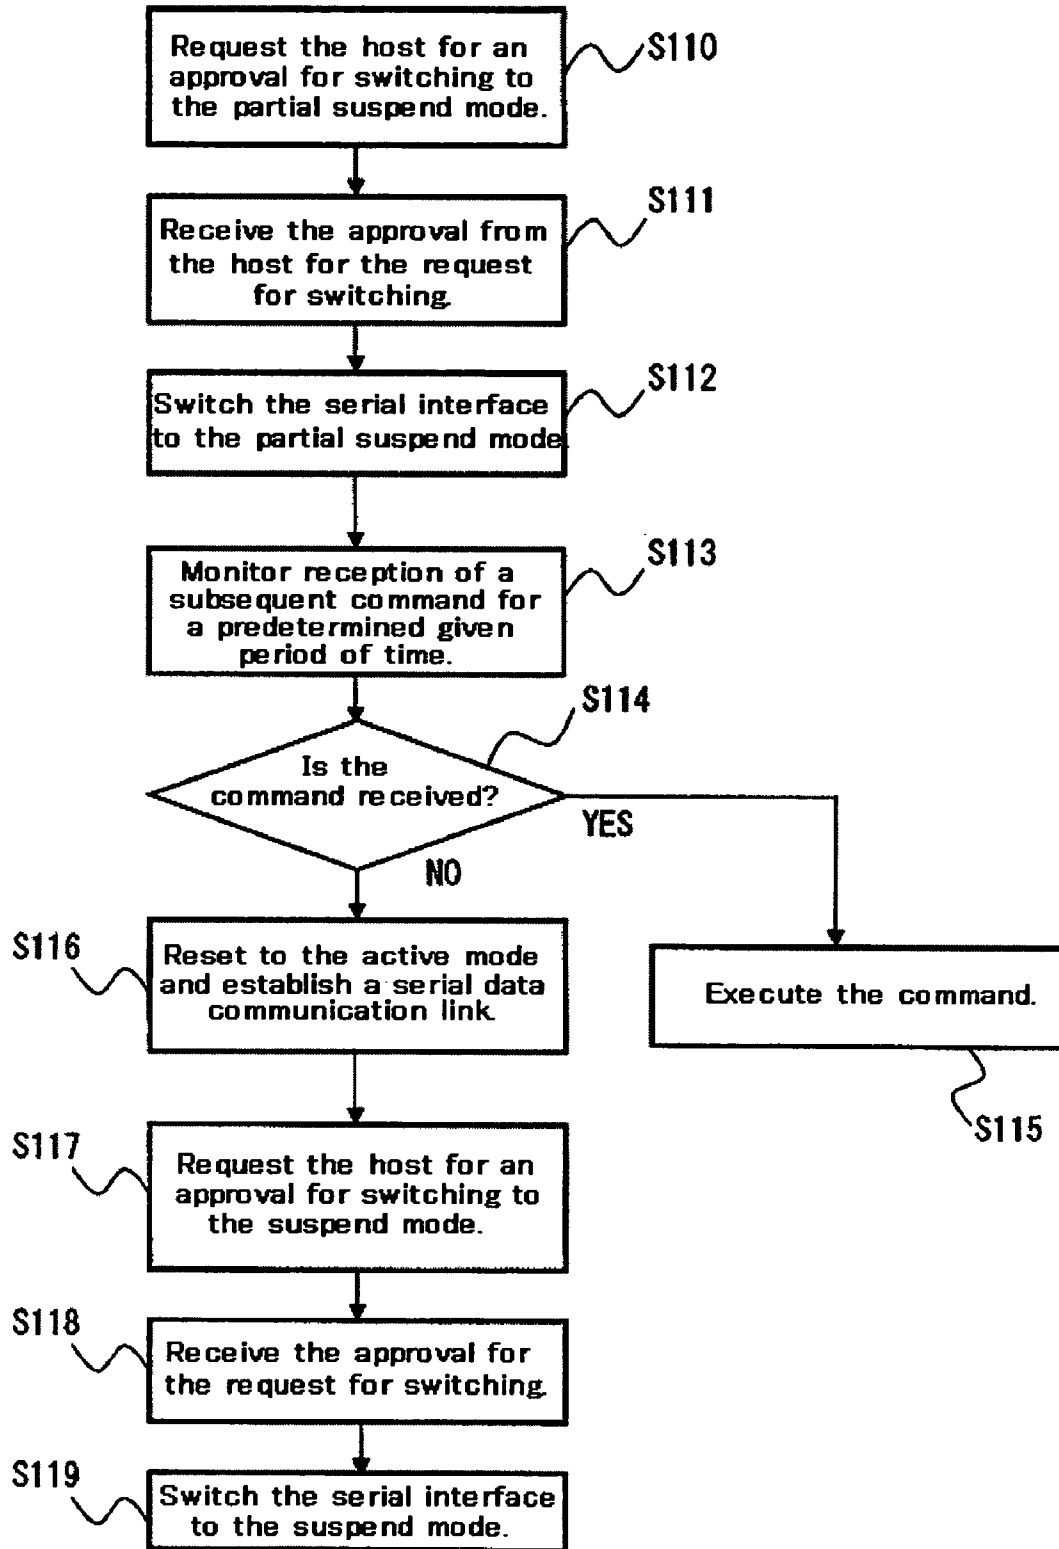 Request the host for an
approval for switching to
the partial suspend mode.
S110
Receive the approval from
the host for the request
for switching.
S111
Switch the serial interface
to the partial suspend mode.
S112
Monitor reception of a
subsequent command for
a predetermined given
period of time.
S113
Is the
command received?
S114
YES
NO
Reset to the active mode
and establish a serial data
communication link.
S116
Execute the command.
S115
Request the host for an
approval for switching to
the suspend mode.
S117
Receive the approval for
the request for switching.
S118
Switch the serial interface
to the suspend mode.
S119